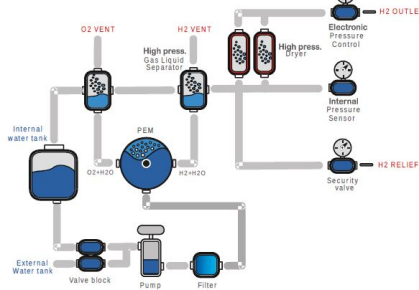 O2 VENT
H2 VENT
H2 OUTLE
Electronic
Pressure
Control
High press.
Gas Liquid
Separator
High press.
Dryer
Internal
Pressure
Sensor
Internal
water tank
PEM
O2+H2O
H2+H2O
H2 RELIEF
Security
valve
External
Water tank
Valve block
Pump
Filter